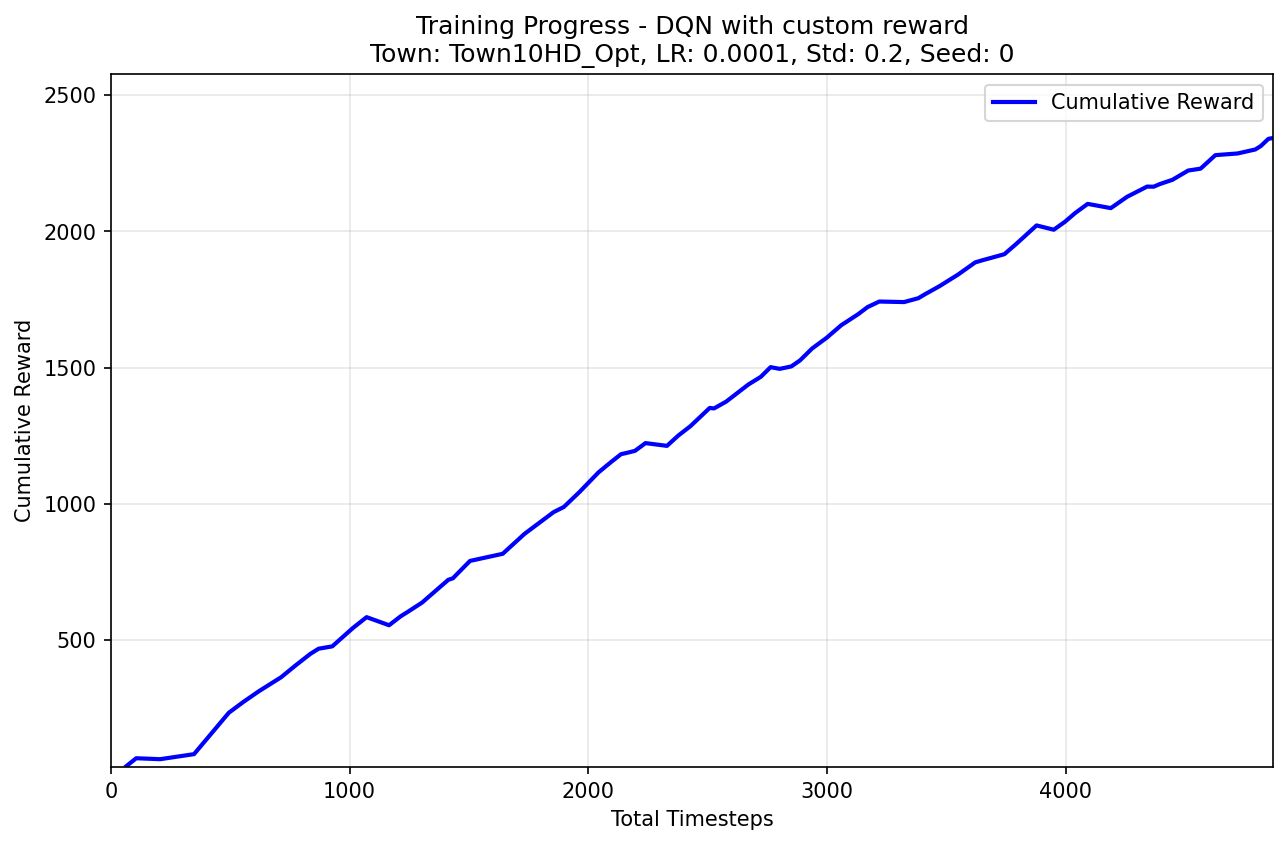 Training Progress - DQN with custom reward
Town: Town10HD_Opt, LR: 0.0001, Std: 0.2, Seed: 0
Cumulative Reward
Cumulative Reward
2500
2000
1500
1000
500
0
1000
2000
3000
4000
Total Timesteps